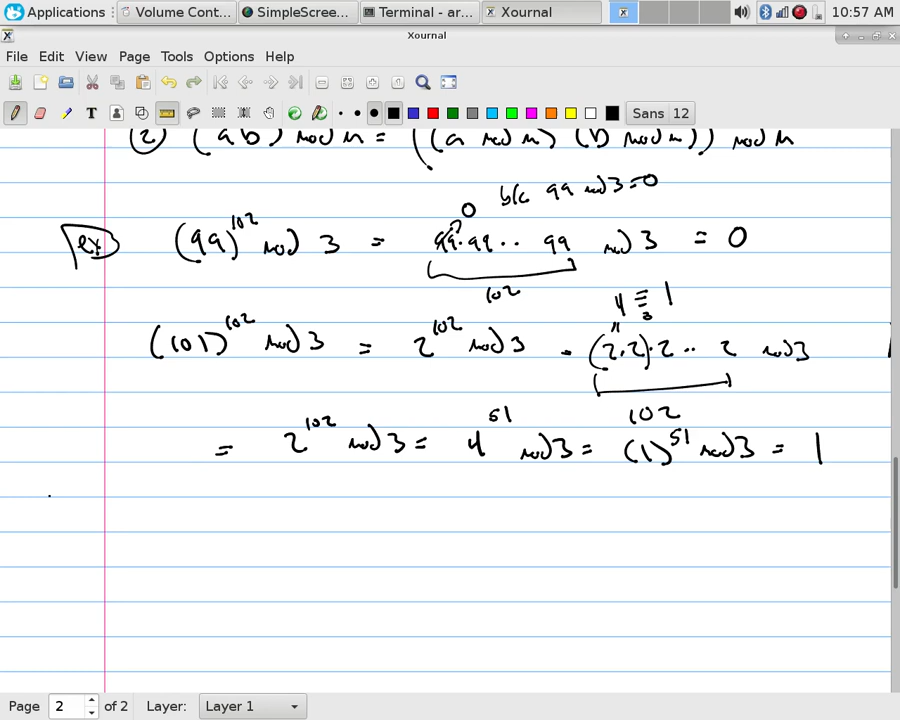 Applications Volume Cont... SimpleScree... Terminal - ar... Xournal 10:57 AM
Xournal
File Edit View Page Tools Options Help
Sans 12
(2) (ab) mod n = ((a mod n) (b mod n)) mod n
0 b/c 99 mod 3 = 0
ex (99)^102 mod 3 = 99·99·· 99 mod 3 = 0
102
4 ≡₃ 1
(101)^102 mod 3 = 2^102 mod 3 = (2·2)·2·· 2 mod 3
102
= 2^102 mod 3 = 4^51 mod 3 = (1)^51 mod 3 = 1
Page 2 of 2 Layer: Layer 1